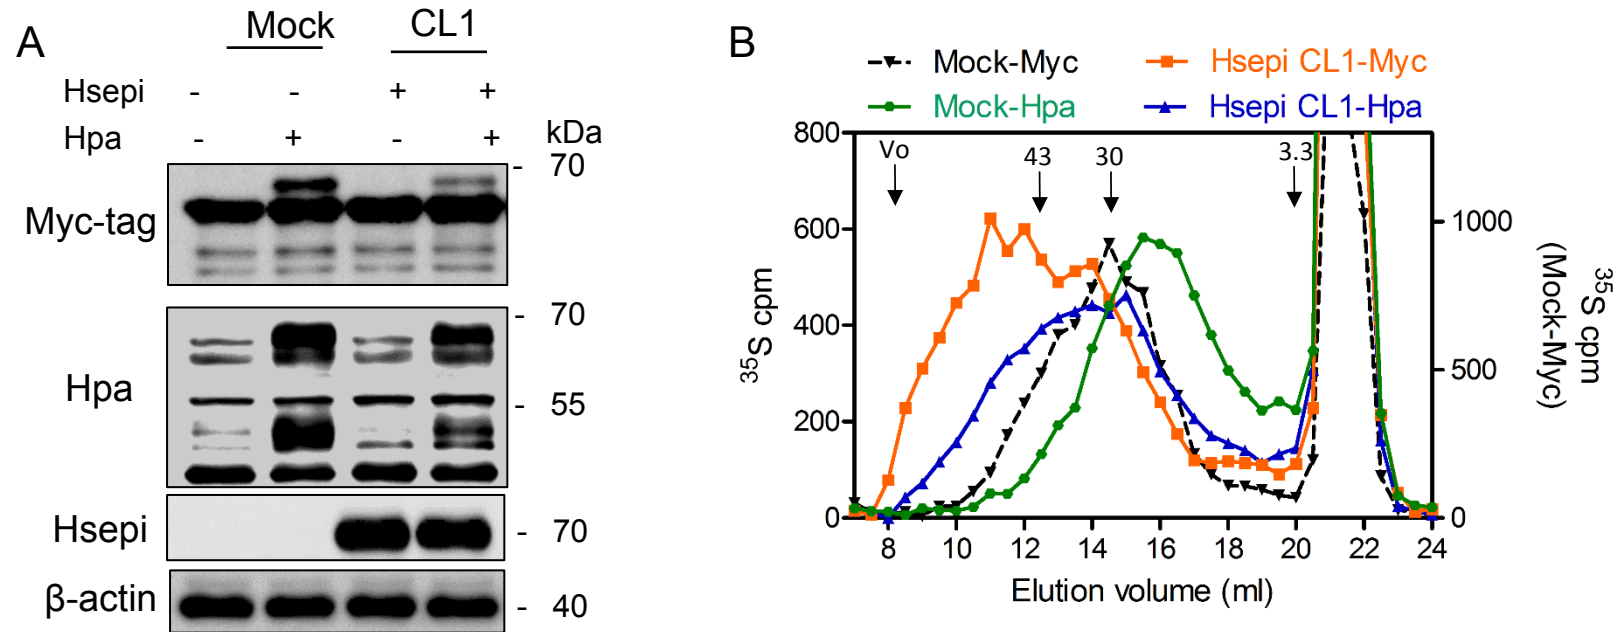 A
Mock
CL1
Hsepi - - + +
Hpa - + - +
kDa
Myc-tag
- 70
Hpa
- 70
- 55
Hsepi
- 70
β-actin
- 40
B
Mock-Myc
Hsepi CL1-Myc
Mock-Hpa
Hsepi CL1-Hpa
800
600
400
200
0
35S cpm
Vo
43
30
3.3
1000
500
0
35S cpm
(Mock-Myc)
8 10 12 14 16 18 20 22 24
Elution volume (ml)